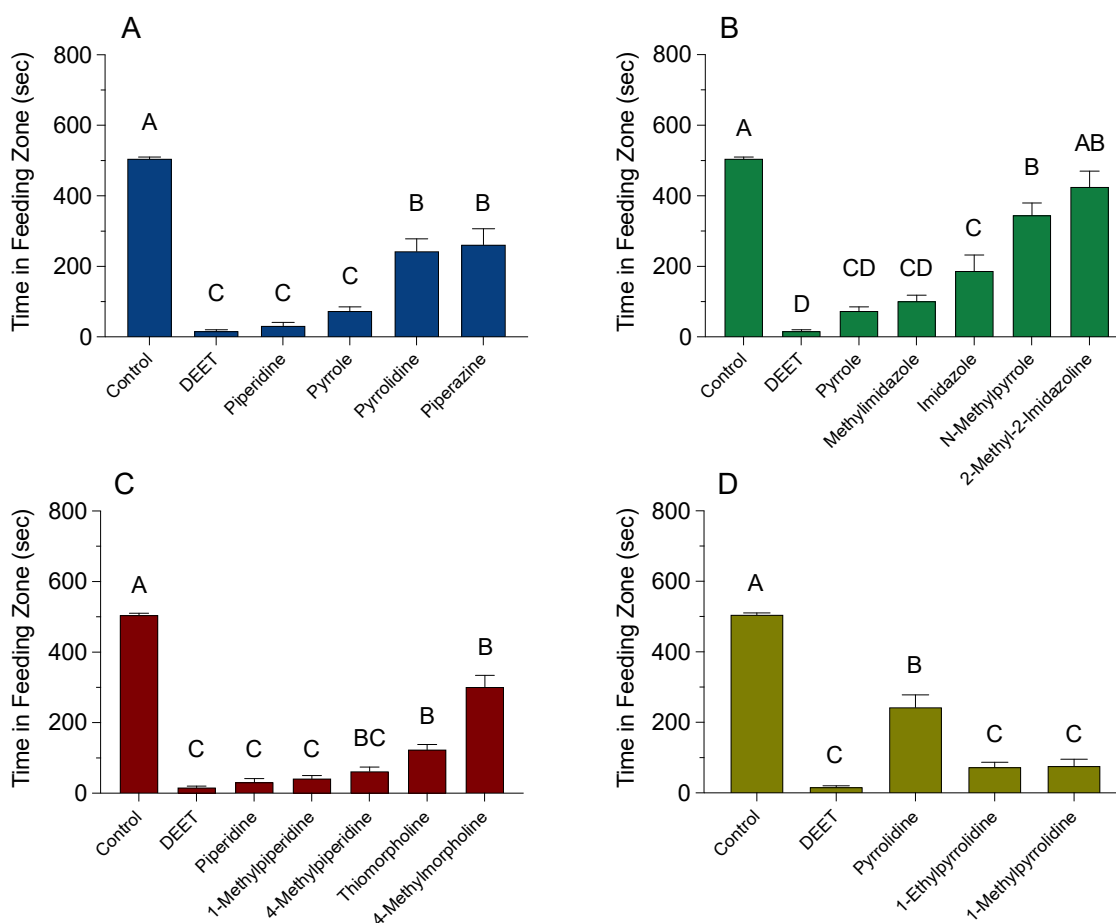 A
Time in Feeding Zone (sec)
800
600
400
200
0
A
C
C
C
B
B
Control
DEET
Piperidine
Pyrrole
Pyrrolidine
Piperazine
B
Time in Feeding Zone (sec)
800
600
400
200
0
A
D
CD
CD
C
B
AB
Control
DEET
Pyrrole
Methylimidazole
Imidazole
N-Methylpyrrole
2-Methyl-2-Imidazoline
C
Time in Feeding Zone (sec)
800
600
400
200
0
A
C
C
C
BC
B
B
Control
DEET
Piperidine
1-Methylpiperidine
4-Methylpiperidine
Thiomorpholine
4-Methylmorpholine
D
Time in Feeding Zone (sec)
800
600
400
200
0
A
C
B
C
C
Control
DEET
Pyrrolidine
1-Ethylpyrrolidine
1-Methylpyrrolidine